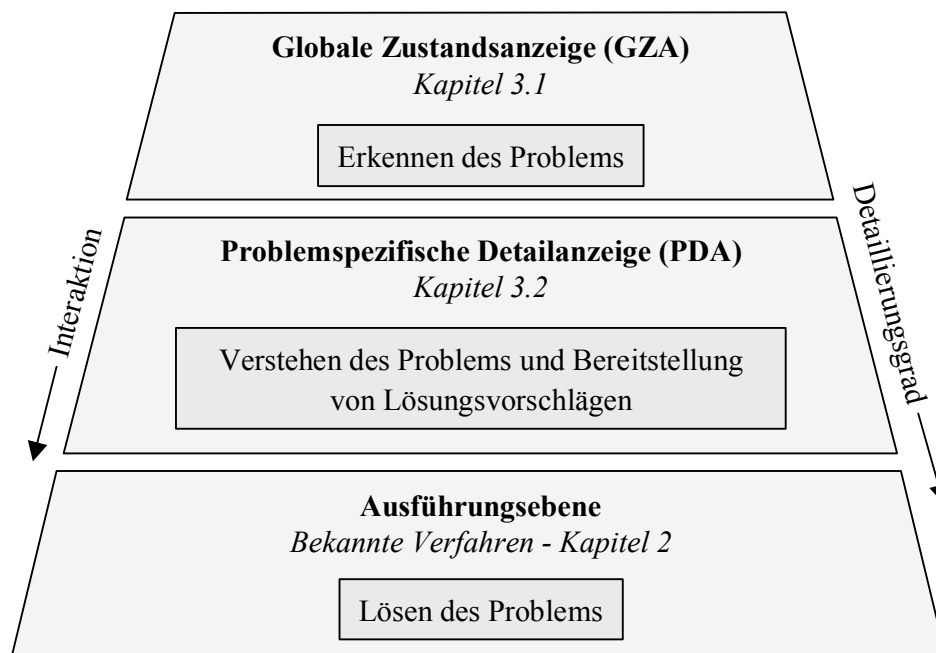 Globale Zustandsanzeige (GZA)
Kapitel 3.1
Erkennen des Problems
Problemspezifische Detailanzeige (PDA)
Kapitel 3.2
Verstehen des Problems und Bereitstellung
von Lösungsvorschlägen
Interaktion
Detaillierungsgrad
Ausführungsebene
Bekannte Verfahren - Kapitel 2
Lösen des Problems